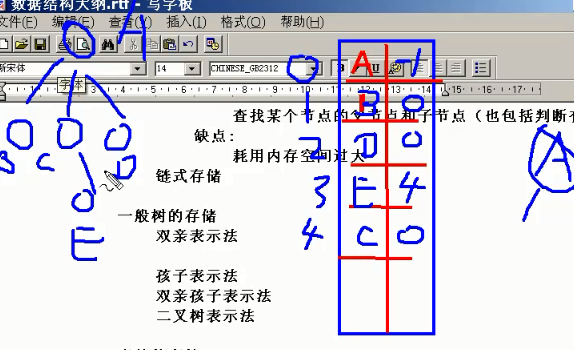 数据结构大纲.rtf - 写字板
文件(F) 编辑(E) 查看(V) 插入(I) 格式(O) 帮助(H)
A
14 CHINESE_GB2312
字体
B C D
E
0 A -1
1 B 0
2 D 0
3 E 4
4 C 0
A
查找某个节点的父节点和子节点（也包括判断
缺点:
耗用内存空间过大
链式存储
一般树的存储
双亲表示法
孩子表示法
双亲孩子表示法
二叉树表示法